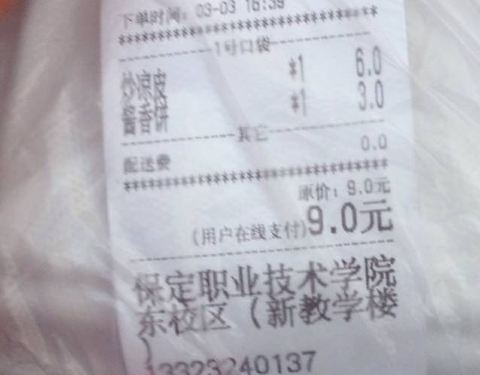 下单时间：03-03 16:39
********************
--------1号口袋--------
炒凉皮 *1 6.0
酱香饼 *1 3.0
--------其它--------
配送费 0.0
********************
原价：9.0元
(用户在线支付)9.0元
保定职业技术学院
东校区（新教学楼
）
13323240137